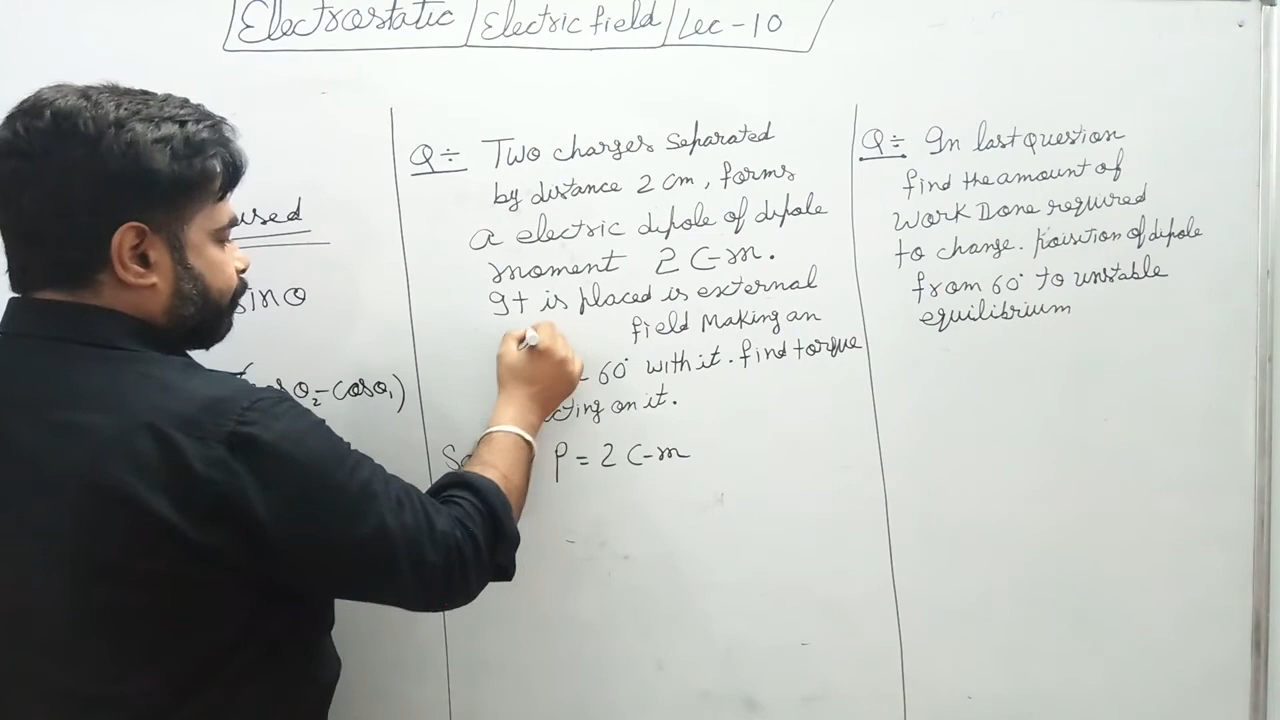 Electrostatic Electric field Lec-10
used
sinθ
θ₂-cosθ₁)
Q÷ Two charges separated
by distance 2 cm, forms
a electric dipole of dipole
moment 2 C-m.
It is placed is external
field Making an
60° with it. find torque
on it.
P = 2 C-m
Q÷ In last question
find the amount of
Work Done required
to change. Poisition of dipole
from 60° to unstable
equilibrium